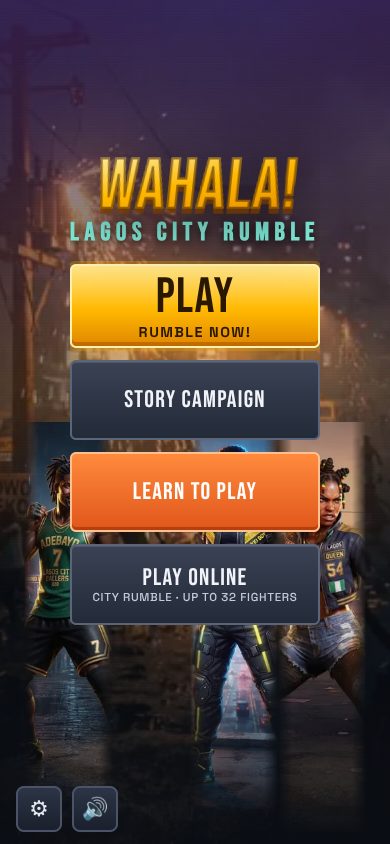 WAHALA!
LAGOS CITY RUMBLE
PLAY
RUMBLE NOW!
STORY CAMPAIGN
LEARN TO PLAY
PLAY ONLINE
CITY RUMBLE · UP TO 32 FIGHTERS
ADEBAYO
7
LAGOS CITY
BALLERS
7
QUEEN
54